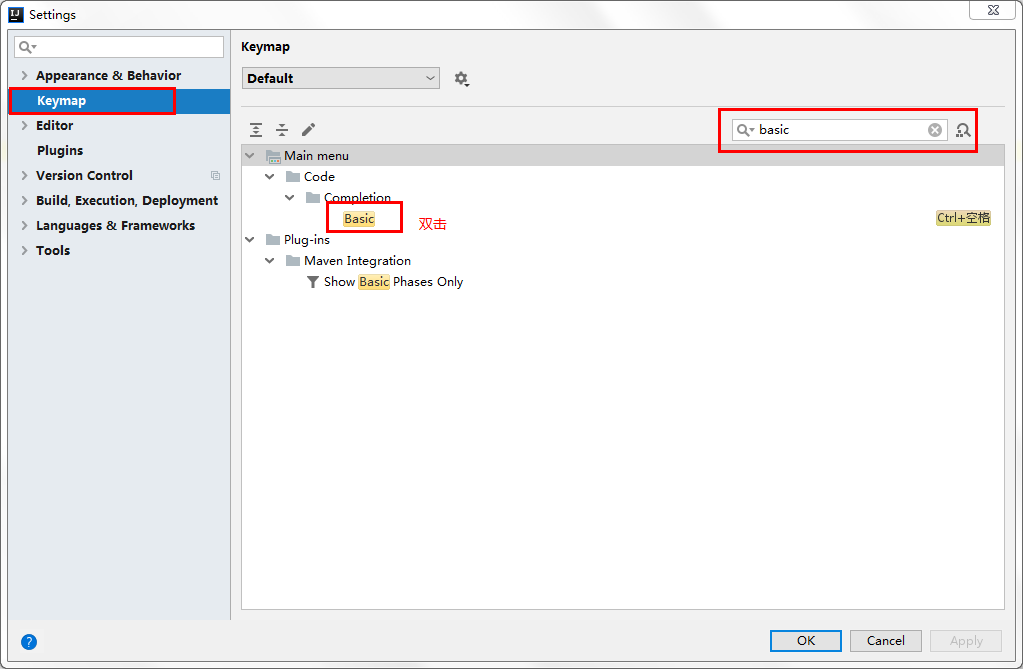 Settings
Appearance & Behavior
Keymap
Editor
Plugins
Version Control
Build, Execution, Deployment
Languages & Frameworks
Tools
Keymap
Default
basic
Main menu
Code
Completion
Basic 双击 Ctrl+空格
Plug-ins
Maven Integration
Show Basic Phases Only
? OK Cancel Apply